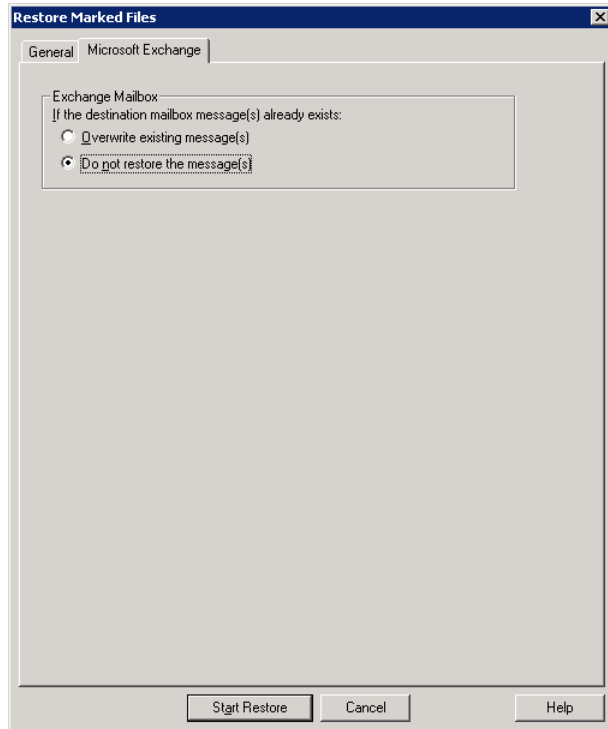 Restore Marked Files
General
Microsoft Exchange
Exchange Mailbox
If the destination mailbox message(s) already exists:
Overwrite existing message(s)
Do not restore the message(s)
Start Restore
Cancel
Help